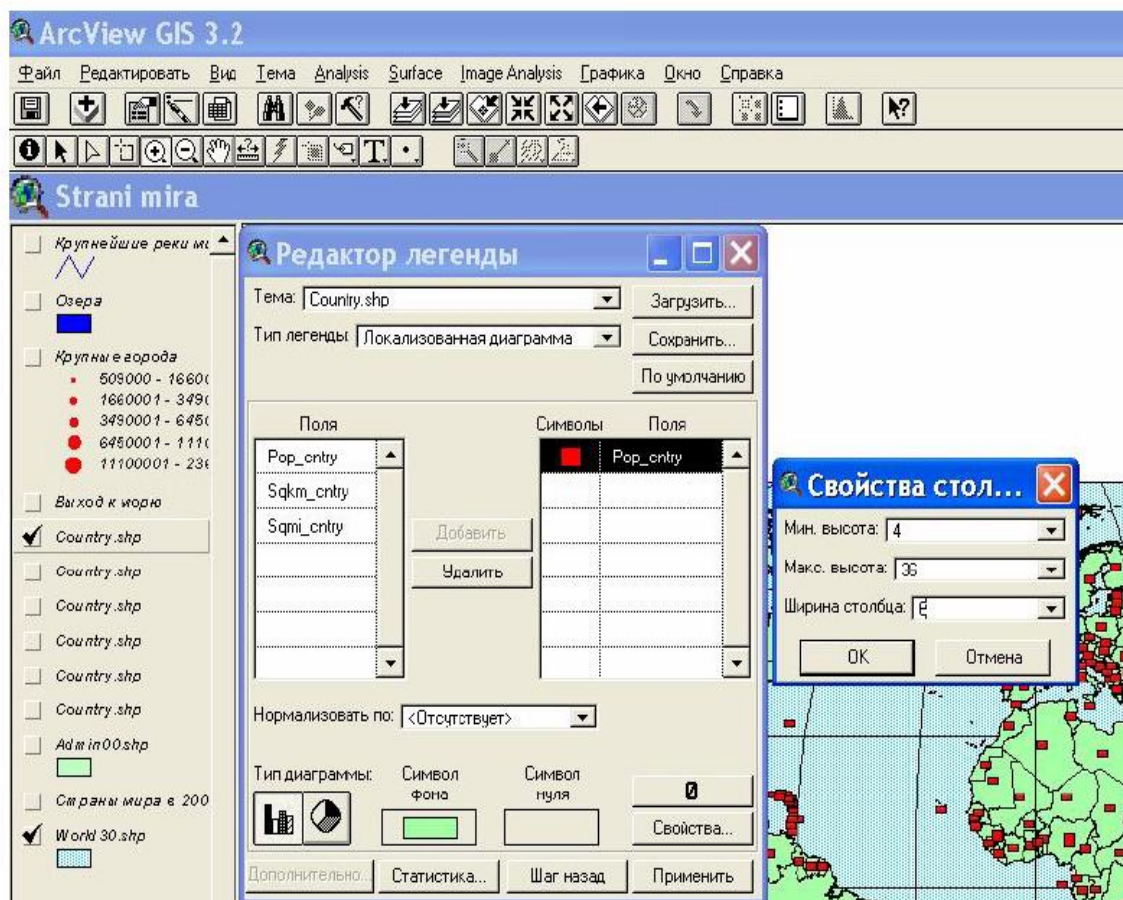 ArcView GIS 3.2
Файл Редактировать Вид Тема Analysis Surface Image Analysis Графика Окно Справка
Strani mira
Крупнейшие реки ми
Озера
Крупные города
509000 - 1660
1660001 - 349
3490001 - 645
6450001 - 111
11100001 - 23
Выход к морю
Country.shp
Country.shp
Country.shp
Country.shp
Country.shp
Country.shp
Admin00.shp
Страны мира в 200
World 30.shp
Редактор легенды
Тема: Country.shp
Загрузить...
Тип легенды Локализованная диаграмма
Сохранить...
По умолчанию
Поля
Символы Поля
Pop_cntry
Sqkm_cntry
Sqmi_cntry
Pop_cntry
Добавить
Удалить
Нормализовать по: <Отсутствует>
Тип диаграммы:
Символ фона
Символ нуля
0
Свойства...
Дополнительно...
Статистика...
Шаг назад
Применить
Свойства стол...
Мин. высота: 4
Макс. высота: 36
Ширина столбца:
OK
Отмена